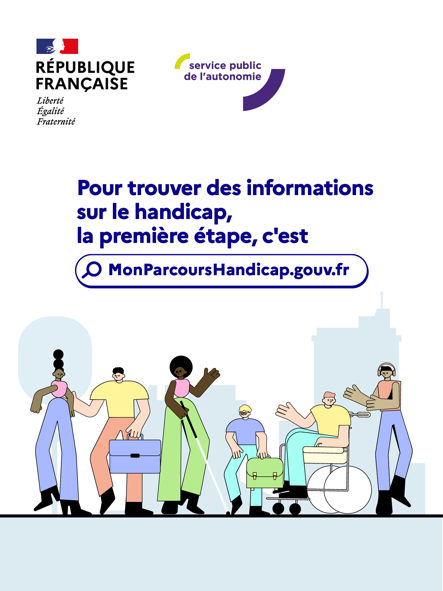 RÉPUBLIQUE
FRANÇAISE
Liberté
Égalité
Fraternité
service public
de l'autonomie
Pour trouver des informations
sur le handicap,
la première étape, c'est
MonParcoursHandicap.gouv.fr